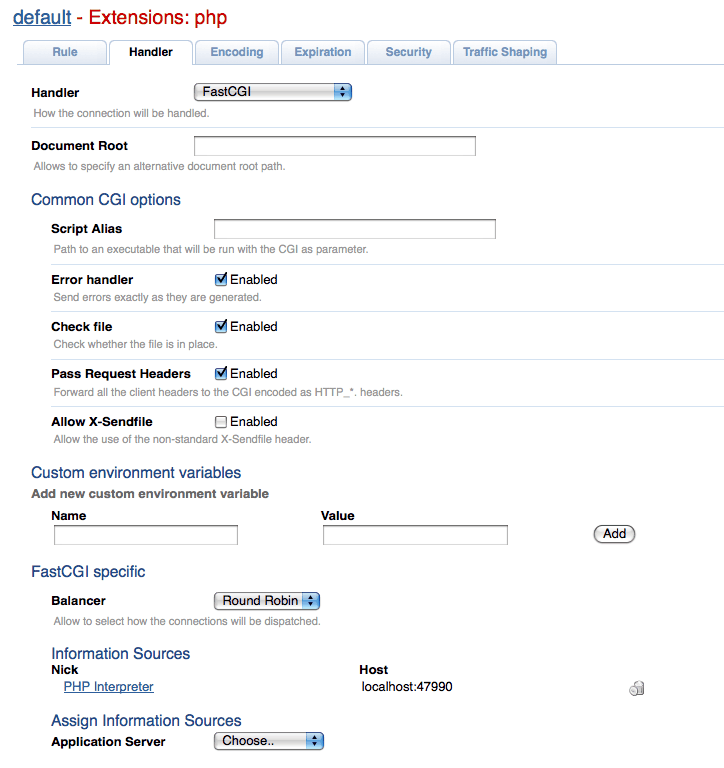 default - Extensions: php
Rule Handler Encoding Expiration Security Traffic Shaping
Handler FastCGI
How the connection will be handled.
Document Root
Allows to specify an alternative document root path.
Common CGI options
Script Alias
Path to an executable that will be run with the CGI as parameter.
Error handler Enabled
Send errors exactly as they are generated.
Check file Enabled
Check whether the file is in place.
Pass Request Headers Enabled
Forward all the client headers to the CGI encoded as HTTP_*. headers.
Allow X-Sendfile Enabled
Allow the use of the non-standard X-Sendfile header.
Custom environment variables
Add new custom environment variable
Name Value
Add
FastCGI specific
Balancer Round Robin
Allow to select how the connections will be dispatched.
Information Sources
Nick Host
PHP Interpreter localhost:47990
Assign Information Sources
Application Server Choose..